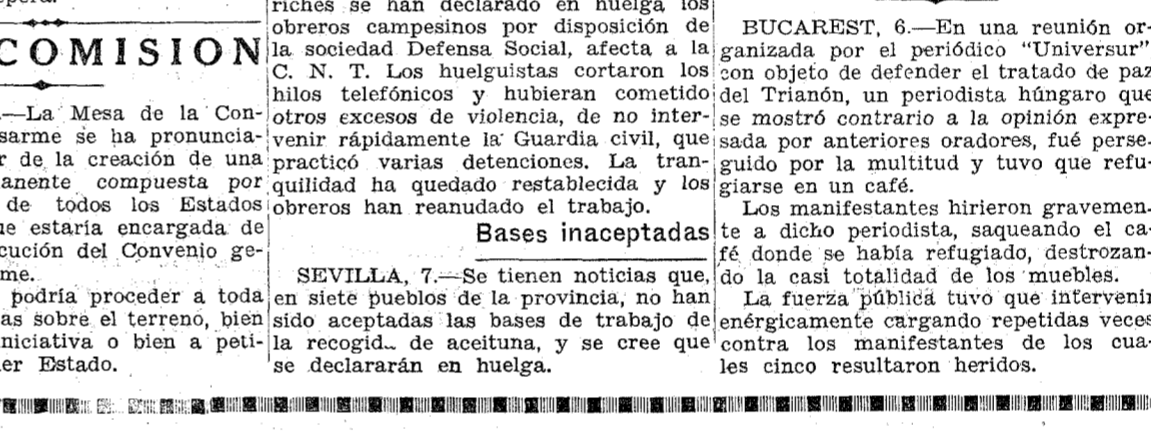 COMISION
.—La Mesa de la Con-
sarme se ha pronuncia-
r de la creación de una
anente compuesta por
de todos los Estados
ue estaría encargada de
cución del Convenio ge-
me.
podría proceder a toda
as sobre el terreno, bien
niciativa o bien a peti-
er Estado.
riches se han declarado en huelga los
obreros campesinos por disposición de
la sociedad Defensa Social, afecta a la
C. N. T. Los huelguistas cortaron los
hilos telefónicos y hubieran cometido
otros excesos de violencia, de no inter-
venir rápidamente la Guardia civil, que
practicó varias detenciones. La tran-
quilidad ha quedado restablecida y los
obreros han reanudado el trabajo.
Bases inaceptadas
SEVILLA, 7.—Se tienen noticias que,
en siete pueblos de la provincia, no han
sido aceptadas las bases de trabajo de
la recogid de aceituna, y se cree que
se declararán en huelga.
BUCAREST, 6.—En una reunión or-
ganizada por el periódico "Universur"
con objeto de defender el tratado de paz
del Trianón, un periodista húngaro que
se mostró contrario a la opinión expre-
sada por anteriores oradores, fué perse-
guido por la multitud y tuvo que refu-
giarse en un café.
Los manifestantes hirieron gravemen-
te a dicho periodista, saqueando el ca-
fé donde se había refugiado, destrozan-
do la casi totalidad de los muebles.
La fuerza pública tuvo que intervenir
enérgicamente cargando repetidas veces
contra los manifestantes de los cua-
les cinco resultaron heridos.